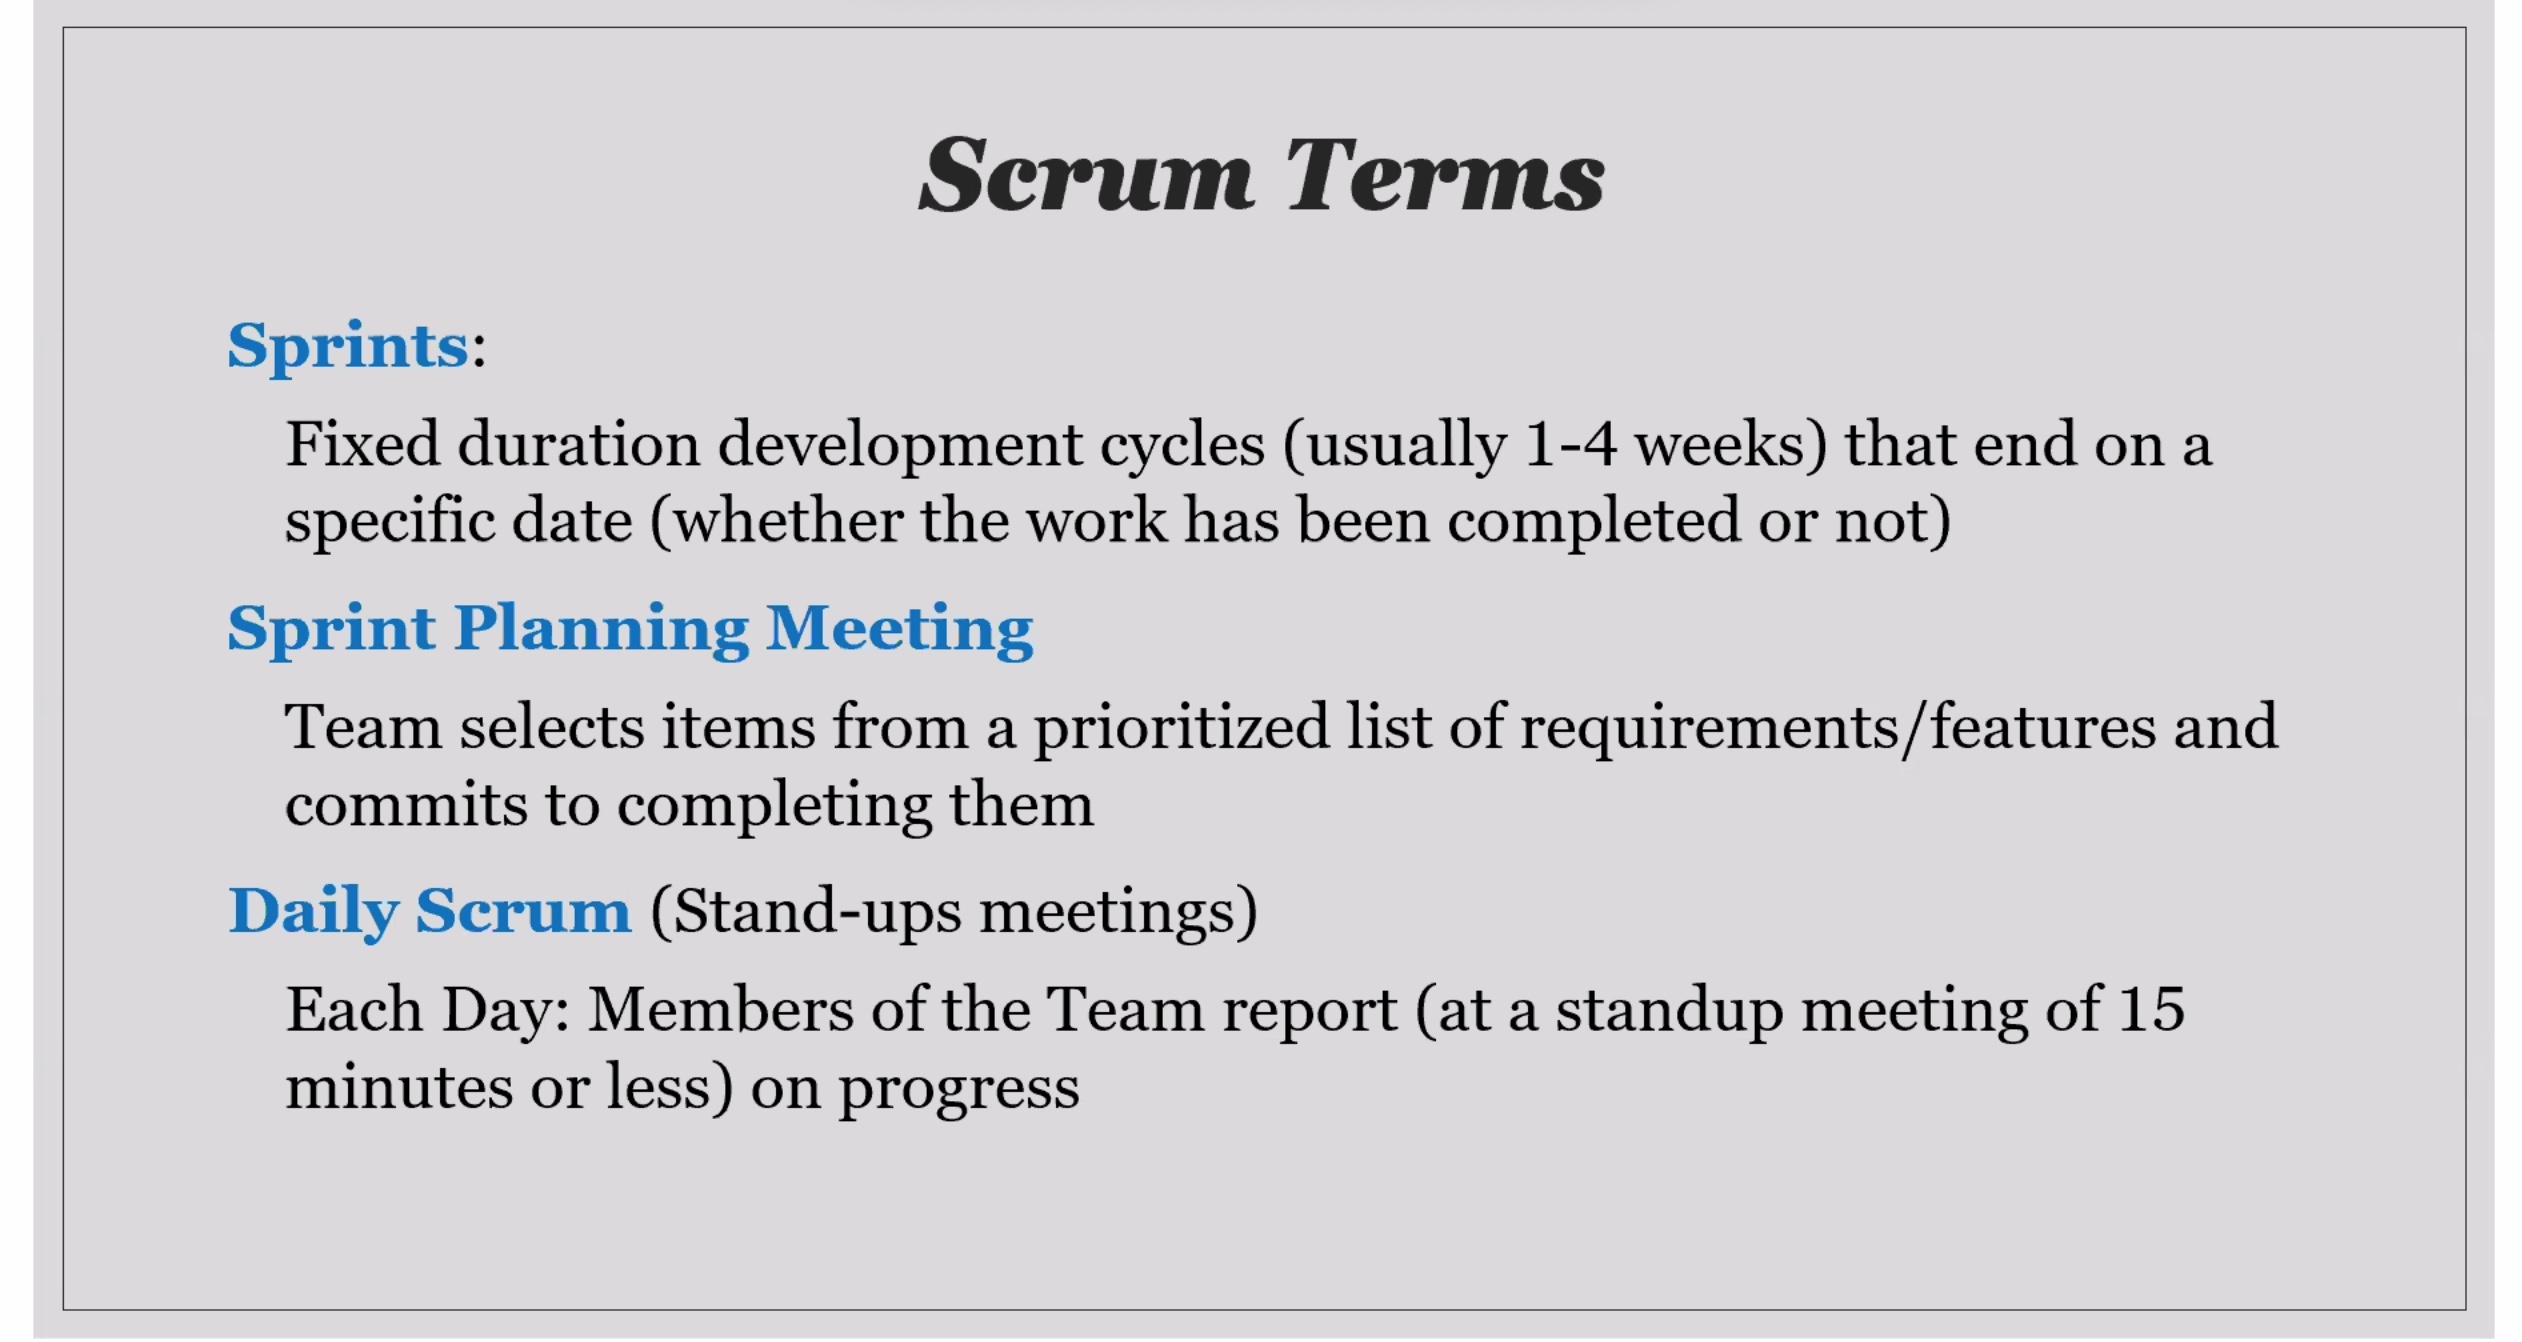 Scrum Terms
Sprints:
Fixed duration development cycles (usually 1-4 weeks) that end on a
specific date (whether the work has been completed or not)
Sprint Planning Meeting
Team selects items from a prioritized list of requirements/features and
commits to completing them
Daily Scrum (Stand-ups meetings)
Each Day: Members of the Team report (at a standup meeting of 15
minutes or less) on progress